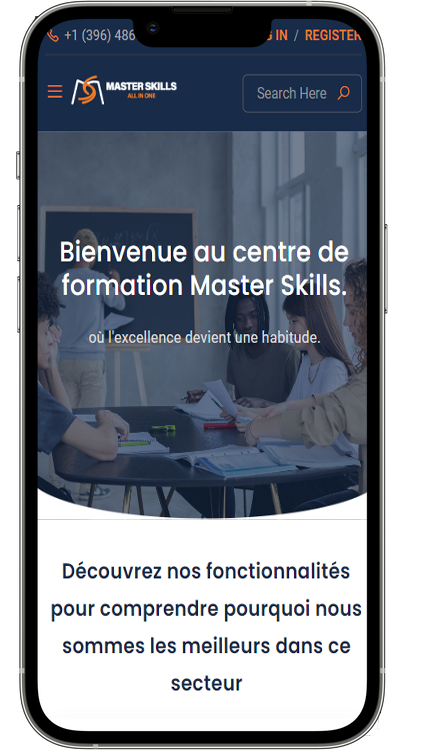 +1 (396) 486
IN / REGISTER
MASTER SKILLS
ALL IN ONE
Search Here
Bienvenue au centre de
formation Master Skills.
où l'excellence devient une habitude.
Découvrez nos fonctionnalités
pour comprendre pourquoi nous
sommes les meilleurs dans ce
secteur